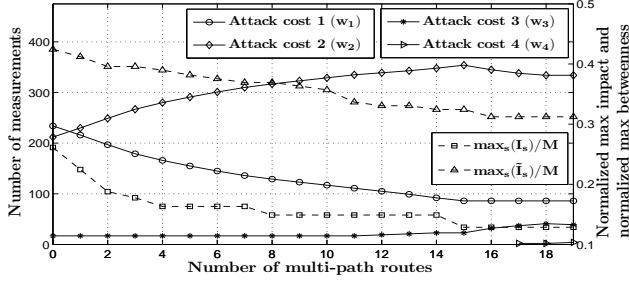 Attack cost 1 (w₁)
Attack cost 2 (w₂)
Attack cost 3 (w₃)
Attack cost 4 (w₄)
maxₛ(Iₛ)/M
maxₛ(Ĩₛ)/M
Number of measurements
0
100
200
300
400
0 2 4 6 8 10 12 14 16 18
Number of multi-path routes
0.1
0.2
0.3
0.4
0.5
Normalized max impact and
normalized max betweenness